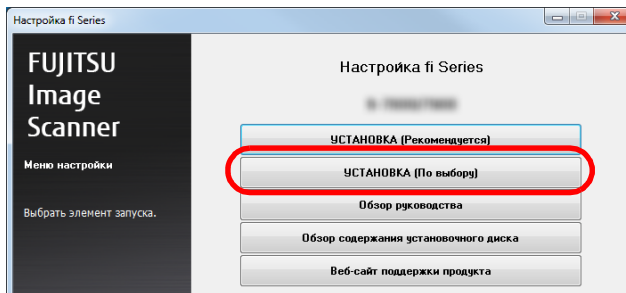 Настройка fi Series
FUJITSU
Image
Scanner
Меню настройки
Выбрать элемент запуска.
Настройка fi Series
УСТАНОВКА (Рекомендуется)
УСТАНОВКА (По выбору)
Обзор руководства
Обзор содержания установочного диска
Веб-сайт поддержки продукта